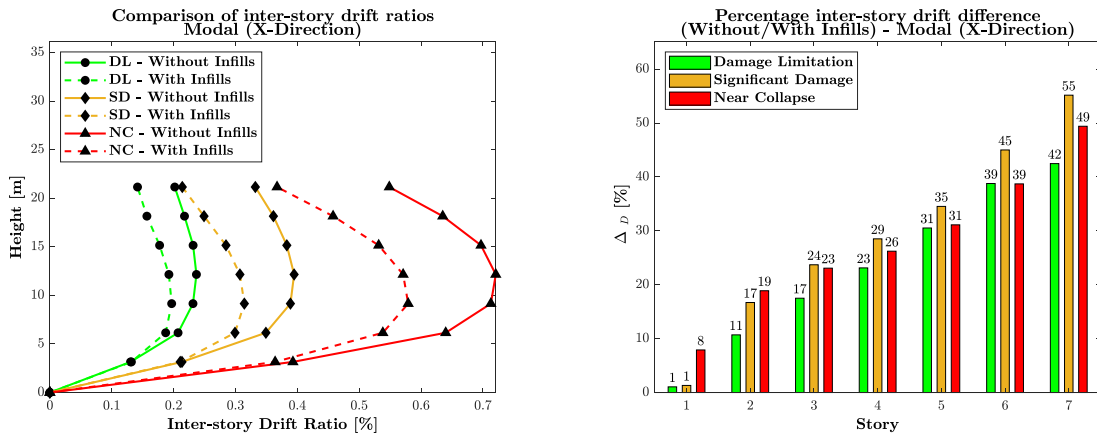 Comparison of inter-story drift ratios
Modal (X-Direction)
35
30
25
20
15
10
5
0
Height [m]
DL - Without Infills
DL - With Infills
SD - Without Infills
SD - With Infills
NC - Without Infills
NC - With Infills
0 0.1 0.2 0.3 0.4 0.5 0.6 0.7
Inter-story Drift Ratio [%]
Percentage inter-story drift difference
(Without/With Infills) - Modal (X-Direction)
60
50
40
30
20
10
0
Δ D [%]
Damage Limitation
Significant Damage
Near Collapse
1 1 8
11 17 19
17 24 23
23 29 26
31 35 31
39 45 39
42 55 49
1 2 3 4 5 6 7
Story